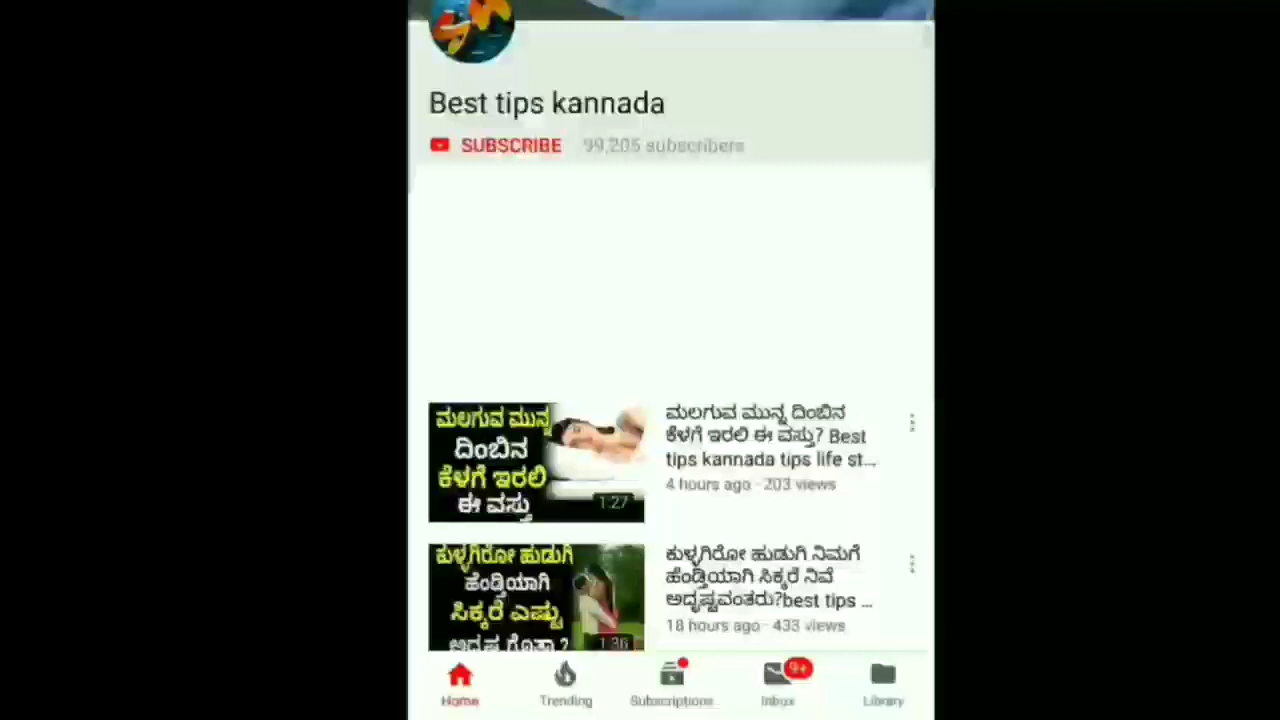 Best tips kannada
SUBSCRIBE 99,205 subscribers
ಮಲಗುವ ಮುನ್ನ
ದಿಂಬಿನ
ಕೆಳಗೆ ಇರಲಿ
ಈ ವಸ್ತು
1:27
ಮಲಗುವ ಮುನ್ನ ದಿಂಬಿನ
ಕೆಳಗೆ ಇರಲಿ ಈ ವಸ್ತು? Best
tips kannada tips life st...
4 hours ago · 203 views
ಕುಳ್ಳಗಿರೋ ಹುಡುಗಿ
ಹೆಂಡ್ತಿಯಾಗಿ
ಸಿಕ್ಕರೆ ಎಷ್ಟು
ಅದೃಷ್ಟ ಗೊತ್ತಾ?
1:36
ಕುಳ್ಳಗಿರೋ ಹುಡುಗಿ ನಿಮಗೆ
ಹೆಂಡ್ತಿಯಾಗಿ ಸಿಕ್ಕರೆ ನಿವೆ
ಅದೃಷ್ಟವಂತರು?best tips ...
18 hours ago · 433 views
9+
Home Trending Subscriptions Inbox Library